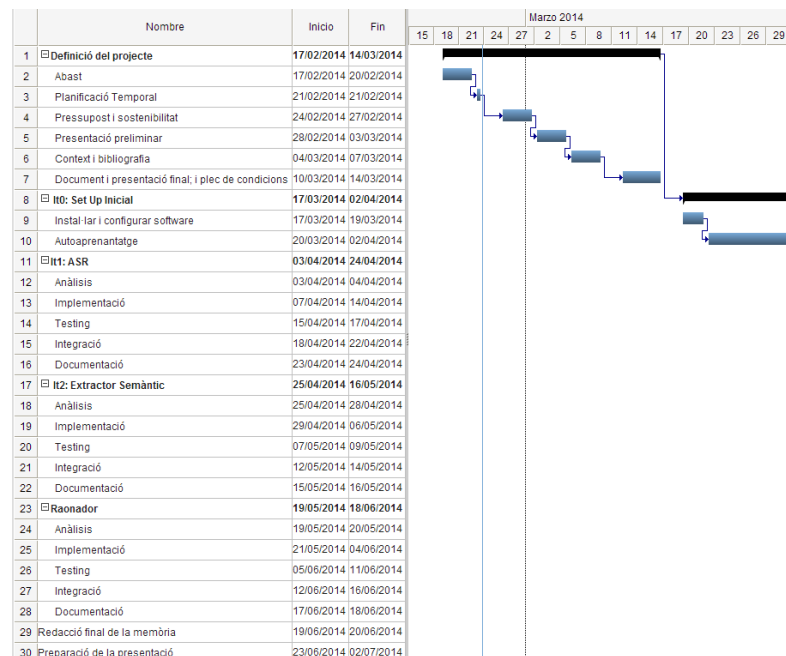 Marzo 2014
Nombre Inicio Fin
15 18 21 24 27 2 5 8 11 14 17 20 23 26 29
1 Definició del projecte 17/02/2014 14/03/2014
2 Abast 17/02/2014 20/02/2014
3 Planificació Temporal 21/02/2014 21/02/2014
4 Pressupost i sostenibilitat 24/02/2014 27/02/2014
5 Presentació preliminar 28/02/2014 03/03/2014
6 Context i bibliografia 04/03/2014 07/03/2014
7 Document i presentació final; i plec de condicions 10/03/2014 14/03/2014
8 It0: Set Up Inicial 17/03/2014 02/04/2014
9 Instal·lar i configurar software 17/03/2014 19/03/2014
10 Autoaprenantatge 20/03/2014 02/04/2014
11 It1: ASR 03/04/2014 24/04/2014
12 Anàlisis 03/04/2014 04/04/2014
13 Implementació 07/04/2014 14/04/2014
14 Testing 15/04/2014 17/04/2014
15 Integració 18/04/2014 22/04/2014
16 Documentació 23/04/2014 24/04/2014
17 It2: Extractor Semàntic 25/04/2014 16/05/2014
18 Anàlisis 25/04/2014 28/04/2014
19 Implementació 29/04/2014 06/05/2014
20 Testing 07/05/2014 09/05/2014
21 Integració 12/05/2014 14/05/2014
22 Documentació 15/05/2014 16/05/2014
23 Raonador 19/05/2014 18/06/2014
24 Anàlisis 19/05/2014 20/05/2014
25 Implementació 21/05/2014 04/06/2014
26 Testing 05/06/2014 11/06/2014
27 Integració 12/06/2014 16/06/2014
28 Documentació 17/06/2014 18/06/2014
29 Redacció final de la memòria 19/06/2014 20/06/2014
30 Preparació de la presentació 23/06/2014 02/07/2014